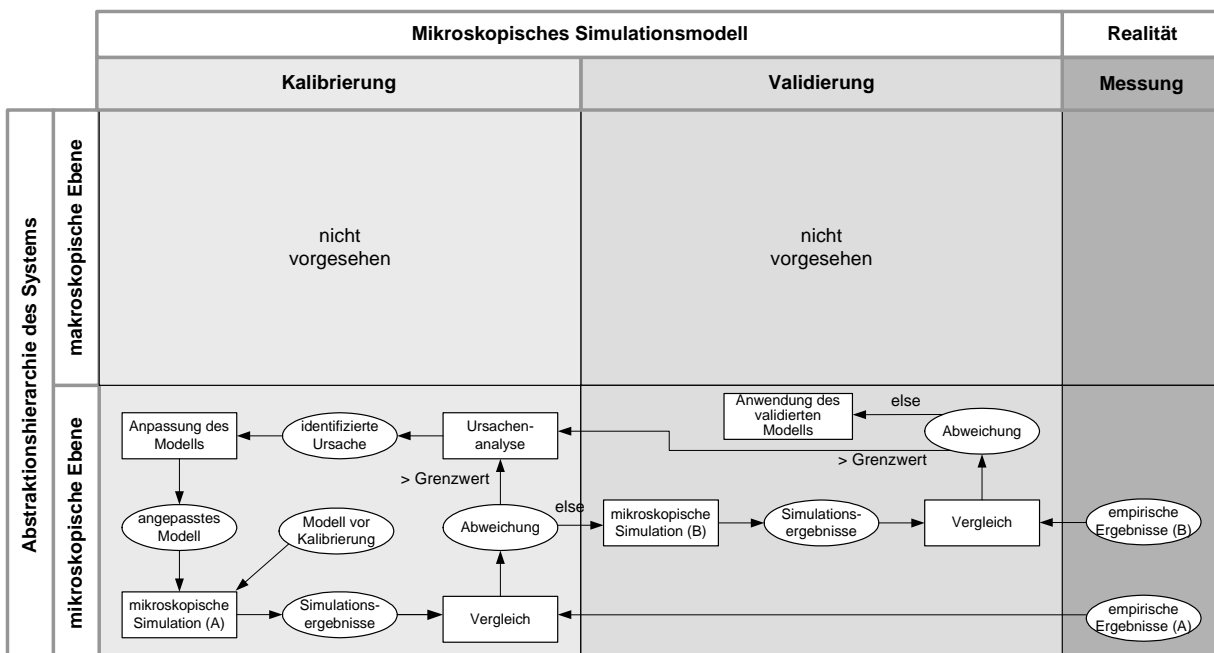 Mikroskopisches Simulationsmodell
Realität
Kalibrierung
Validierung
Messung
Abstraktionshierarchie des Systems
makroskopische Ebene
nicht
vorgesehen
nicht
vorgesehen
mikroskopische Ebene
Anpassung des
Modells
identifizierte
Ursache
Ursachen-
analyse
Anwendung des
validierten
Modells
else
Abweichung
> Grenzwert
> Grenzwert
angepasstes
Modell
Modell vor
Kalibrierung
Abweichung
else
mikroskopische
Simulation (B)
Simulations-
ergebnisse
Vergleich
empirische
Ergebnisse (B)
mikroskopische
Simulation (A)
Simulations-
ergebnisse
Vergleich
empirische
Ergebnisse (A)